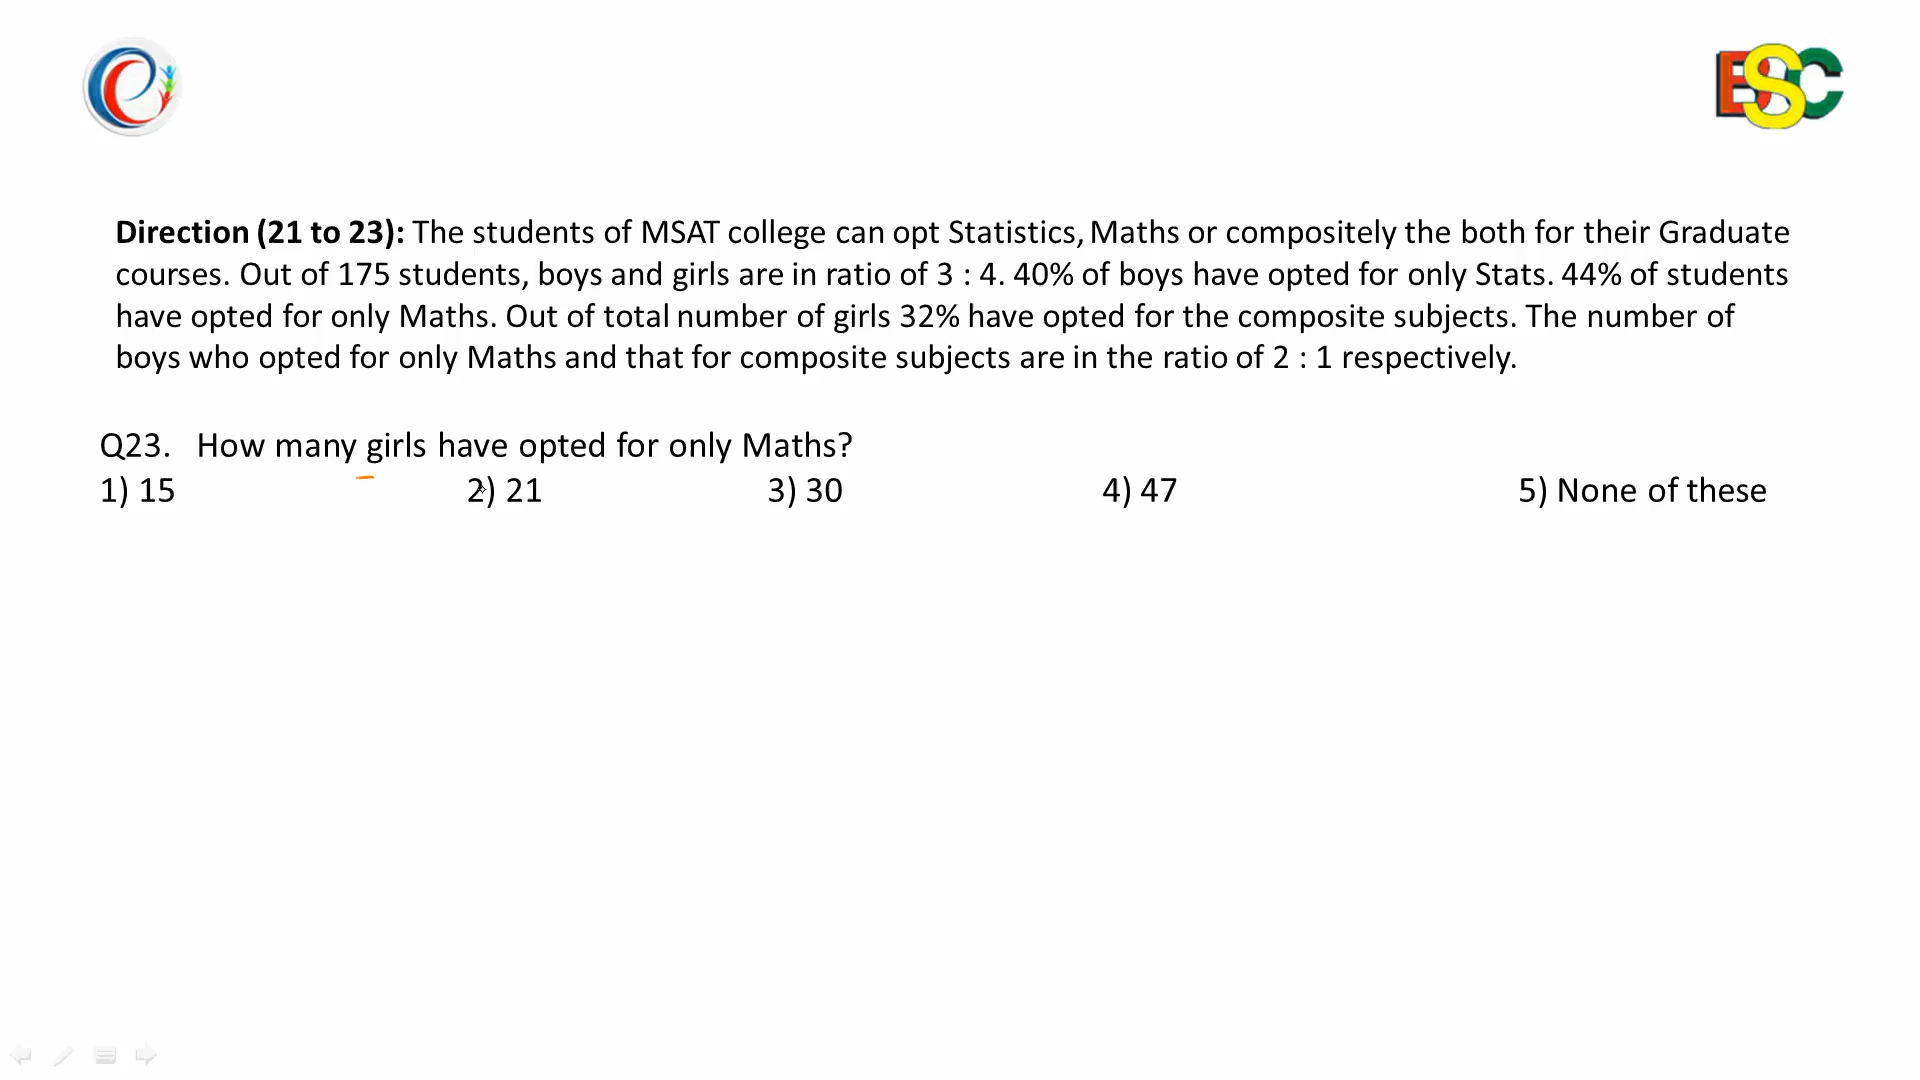 ESC
Direction (21 to 23): The students of MSAT college can opt Statistics, Maths or compositely the both for their Graduate
courses. Out of 175 students, boys and girls are in ratio of 3 : 4. 40% of boys have opted for only Stats. 44% of students
have opted for only Maths. Out of total number of girls 32% have opted for the composite subjects. The number of
boys who opted for only Maths and that for composite subjects are in the ratio of 2 : 1 respectively.
Q23. How many girls have opted for only Maths?
1) 15 2) 21 3) 30 4) 47 5) None of these